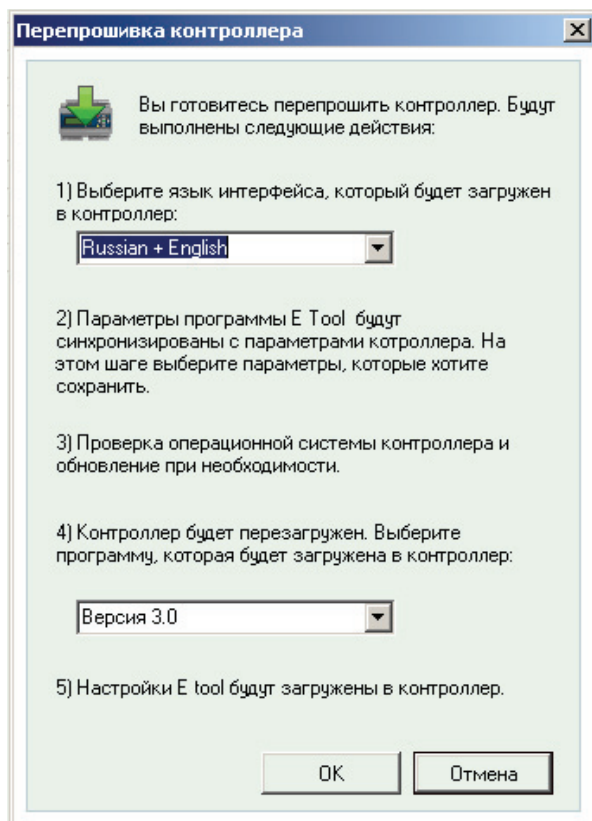 Перепрошивка контроллера
Вы готовитесь перепрошить контроллер. Будут
выполнены следующие действия:
1) Выберите язык интерфейса, который будет загружен
в контроллер:
Russian + English
2) Параметры программы E Tool будут
синхронизированы с параметрами котроллера. На
этом шаге выберите параметры, которые хотите
сохранить.
3) Проверка операционной системы контроллера и
обновление при необходимости.
4) Контроллер будет перезагружен. Выберите
программу, которая будет загружена в контроллер:
Версия 3.0
5) Настройки E tool будут загружены в контроллер.
OK Отмена